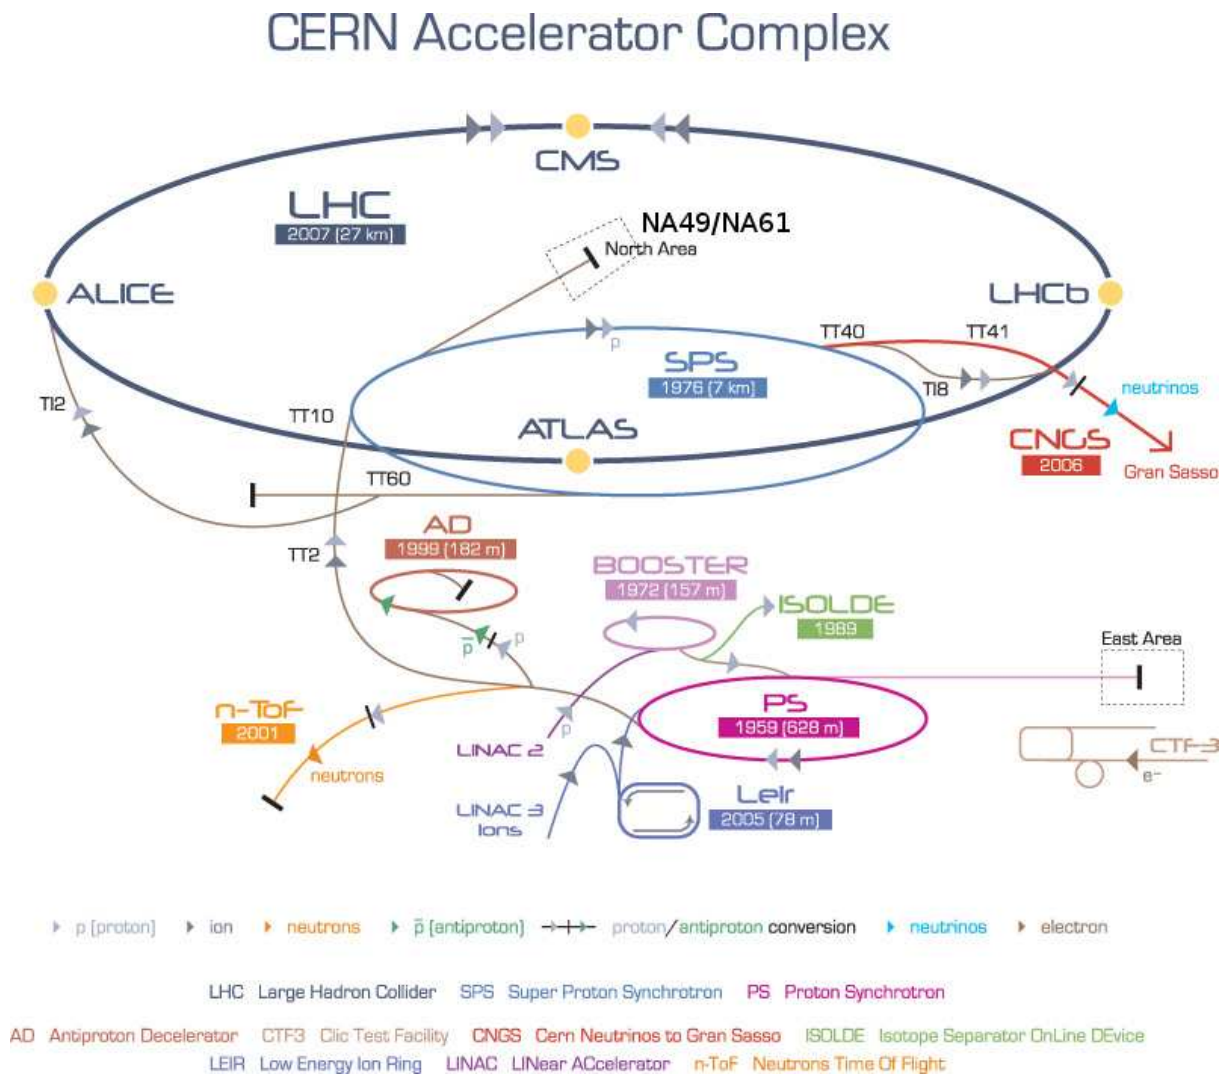 CERN Accelerator Complex
CMS
LHC
2007 (27 km)
NA49/NA61
North Area
ALICE
LHCb
TT40
TT41
p
SPS
1976 (7 km)
TI8
neutrinos
TI2
TT10
ATLAS
CNGS
2006
Gran Sasso
TT60
AD
1999 (182 m)
TT2
BOOSTER
1972 (157 m)
ISOLDE
1989
p̅
p
East Area
n-ToF
2001
PS
1959 (628 m)
LINAC 2
p
neutrons
CTF-3
e-
LINAC 3
Ions
LeIr
2005 (78 m)
p (proton) ion neutrons p̅ (antiproton) proton/antiproton conversion neutrinos electron
LHC Large Hadron Collider SPS Super Proton Synchrotron PS Proton Synchrotron
AD Antiproton Decelerator CTF3 Clic Test Facility CNGS Cern Neutrinos to Gran Sasso ISOLDE Isotope Separator OnLine DEvice
LEIR Low Energy Ion Ring LINAC LINear ACcelerator n-ToF Neutrons Time Of Flight